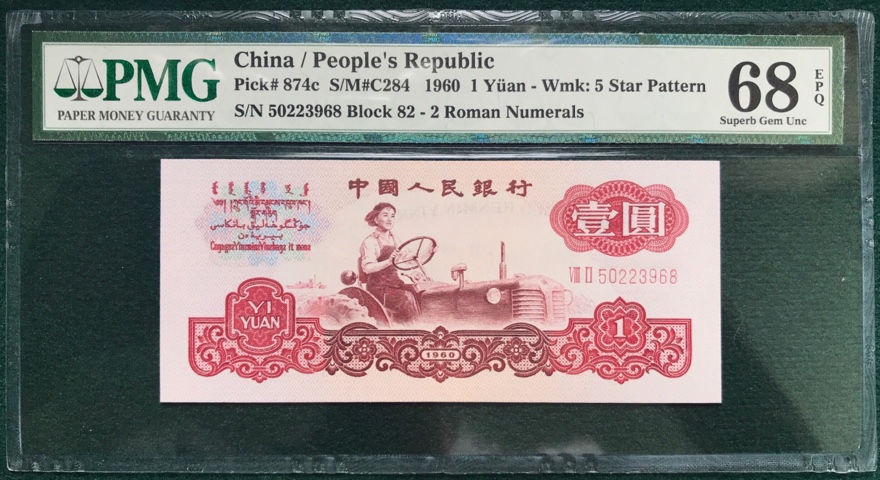 PMG
PAPER MONEY GUARANTY
China / People's Republic
Pick# 874c S/M#C284 1960 1 Yüan - Wmk: 5 Star Pattern
S/N 50223968 Block 82 - 2 Roman Numerals
68
EPQ
Superb Gem Unc
中國人民銀行
壹圓
VIII II 50223968
YI
YUAN
1960
1